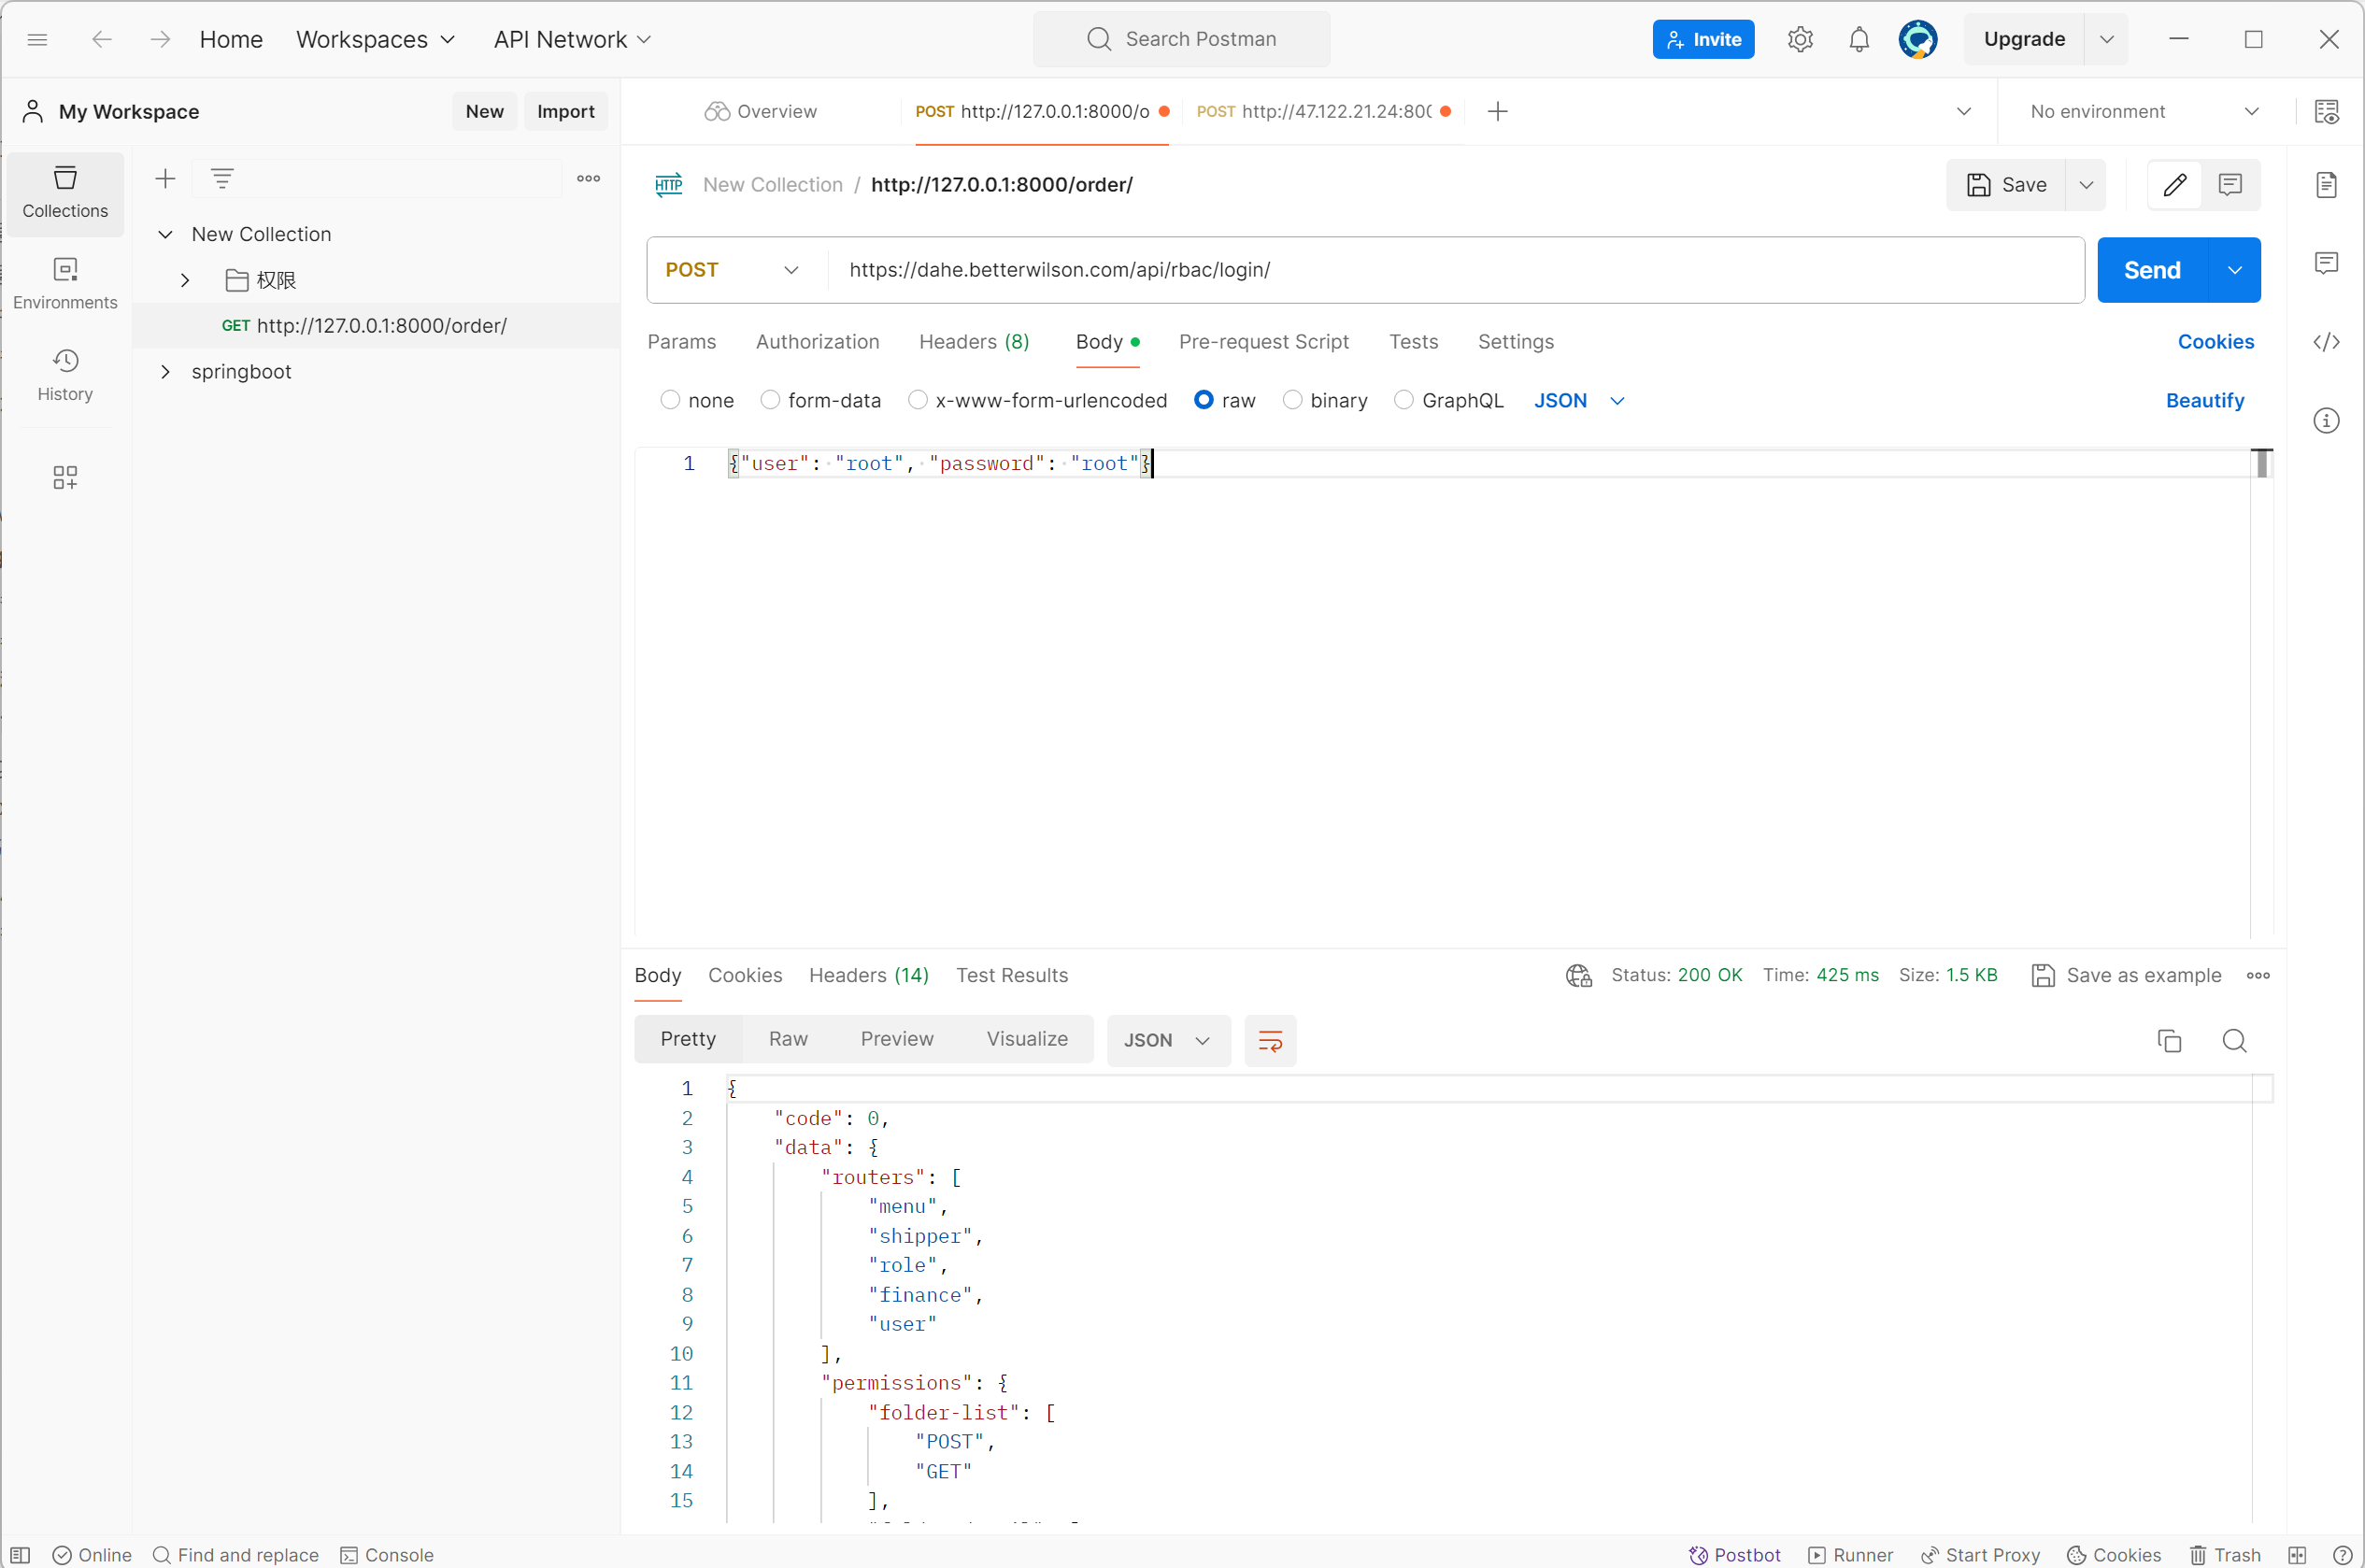 Home Workspaces API Network Search Postman Invite Upgrade
My Workspace New Import Overview POST http://127.0.0.1:8000/o POST http://47.122.21.24:80 No environment
Collections
Environments
History
New Collection
权限
GET http://127.0.0.1:8000/order/
springboot
HTTP New Collection / http://127.0.0.1:8000/order/ Save
POST https://dahe.betterwilson.com/api/rbac/login/ Send
Params Authorization Headers (8) Body Pre-request Script Tests Settings Cookies
none form-data x-www-form-urlencoded raw binary GraphQL JSON Beautify
1 {"user": "root", "password": "root"}
Body Cookies Headers (14) Test Results Status: 200 OK Time: 425 ms Size: 1.5 KB Save as example
Pretty Raw Preview Visualize JSON
1 {
2 "code": 0,
3 "data": {
4 "routers": [
5 "menu",
6 "shipper",
7 "role",
8 "finance",
9 "user"
10 ],
11 "permissions": {
12 "folder-list": [
13 "POST",
14 "GET"
15 ],
Online Find and replace Console Postbot Runner Start Proxy Cookies Trash